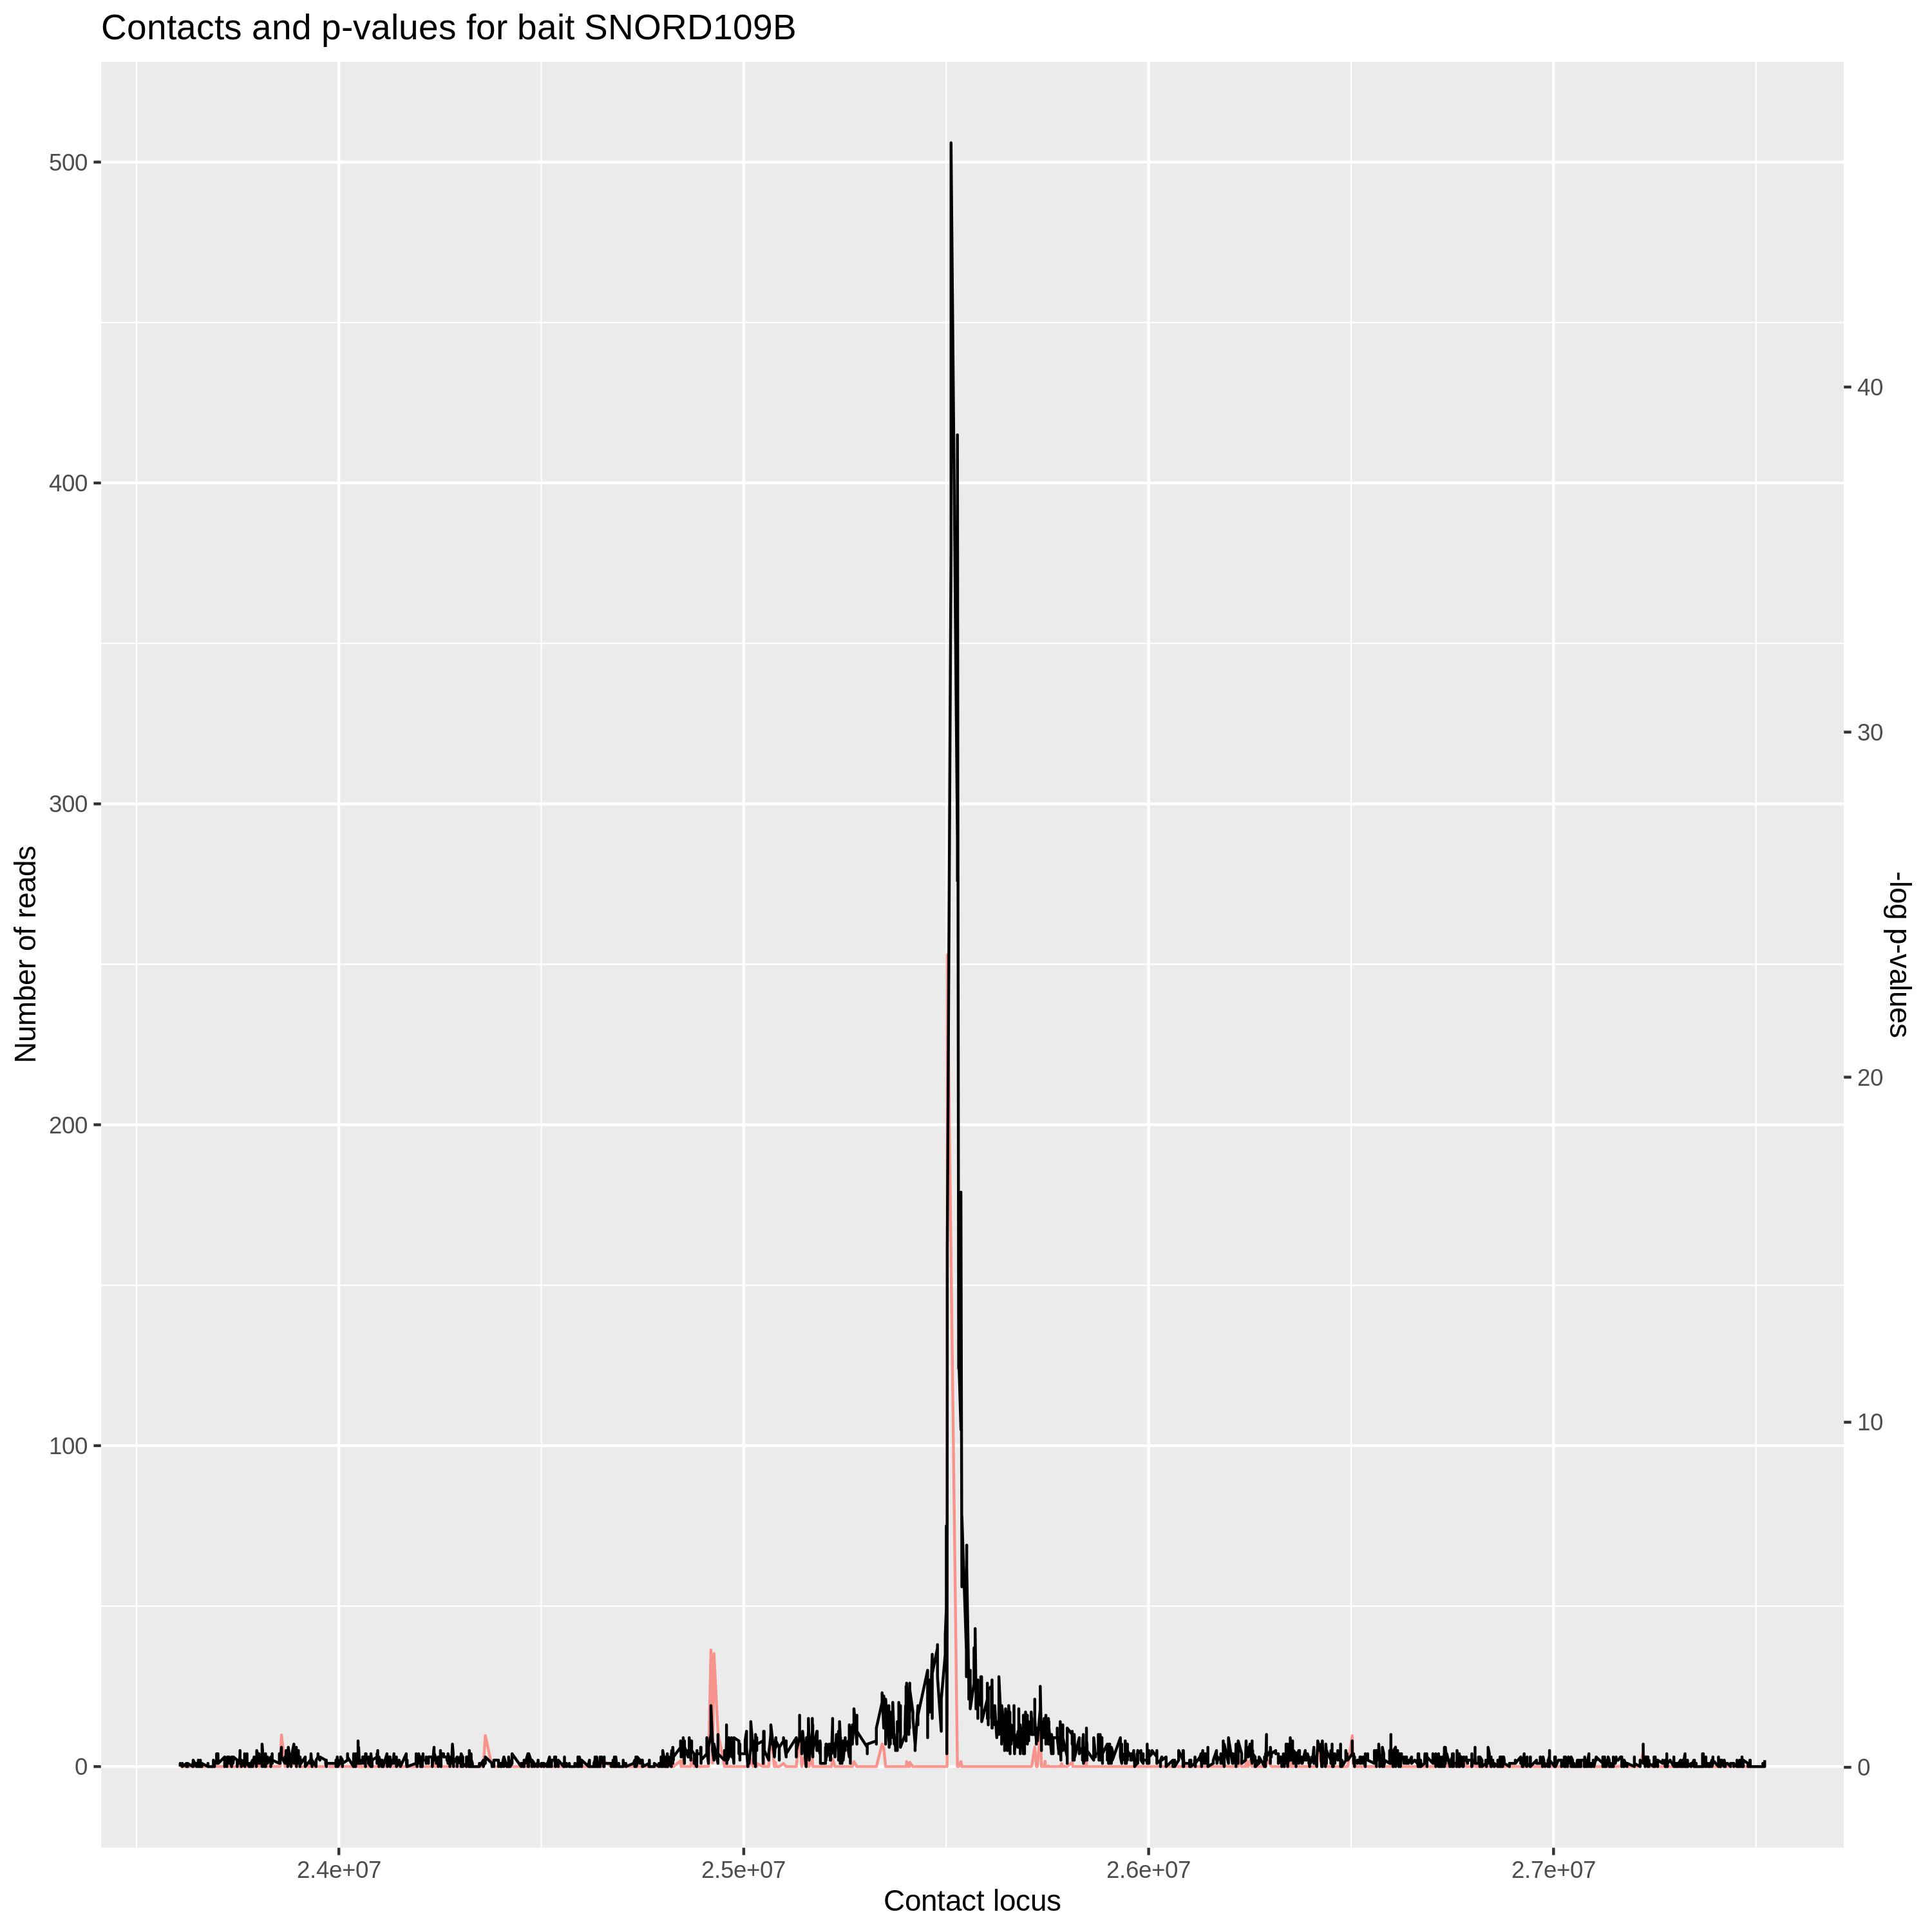 Contacts and p-values for bait SNORD109B
500
400
300
200
100
0
Number of reads
40
30
20
10
0
-log p-values
2.4e+07
2.5e+07
2.6e+07
2.7e+07
Contact locus